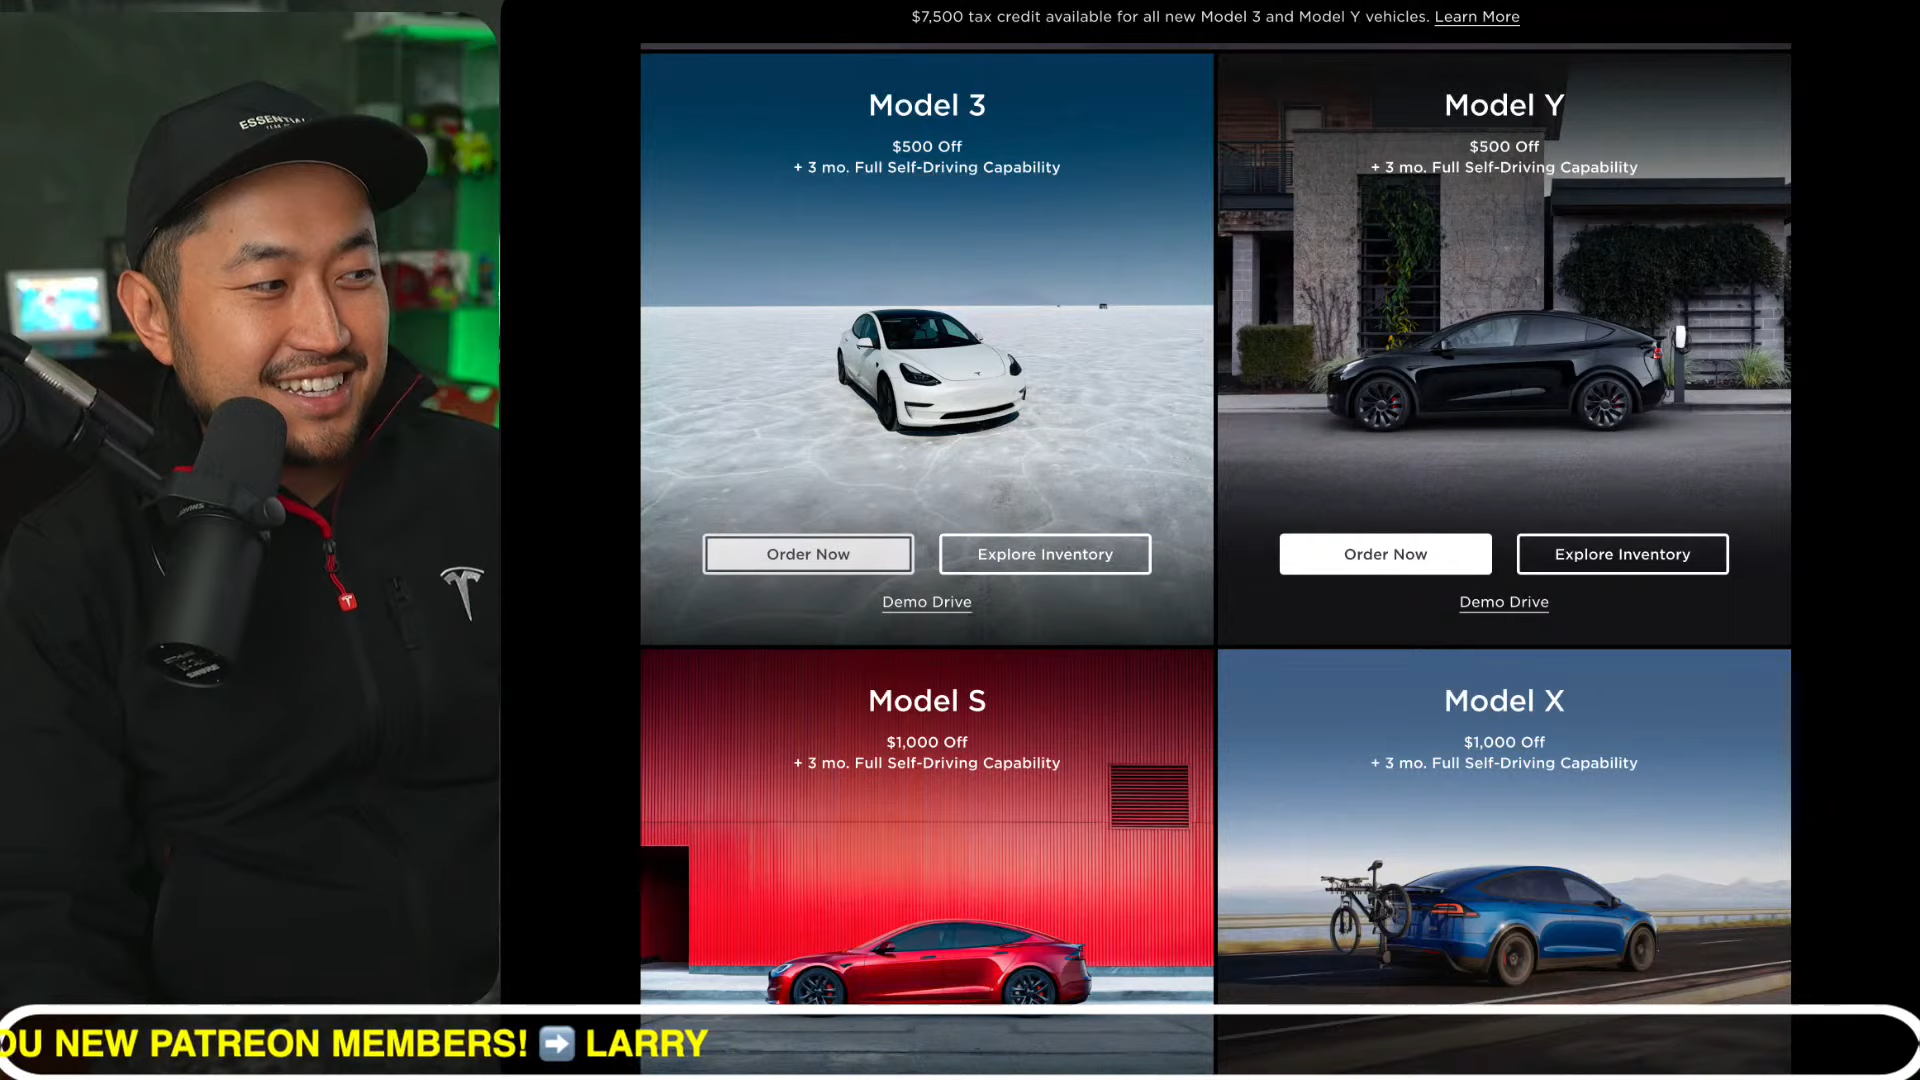 $7,500 tax credit available for all new Model 3 and Model Y vehicles. Learn More
Model 3
$500 Off
+ 3 mo. Full Self-Driving Capability
Order Now
Explore Inventory
Demo Drive
Model Y
$500 Off
+ 3 mo. Full Self-Driving Capability
Order Now
Explore Inventory
Demo Drive
Model S
$1,000 Off
+ 3 mo. Full Self-Driving Capability
Model X
$1,000 Off
+ 3 mo. Full Self-Driving Capability
OU NEW PATREON MEMBERS! ➡️ LARRY